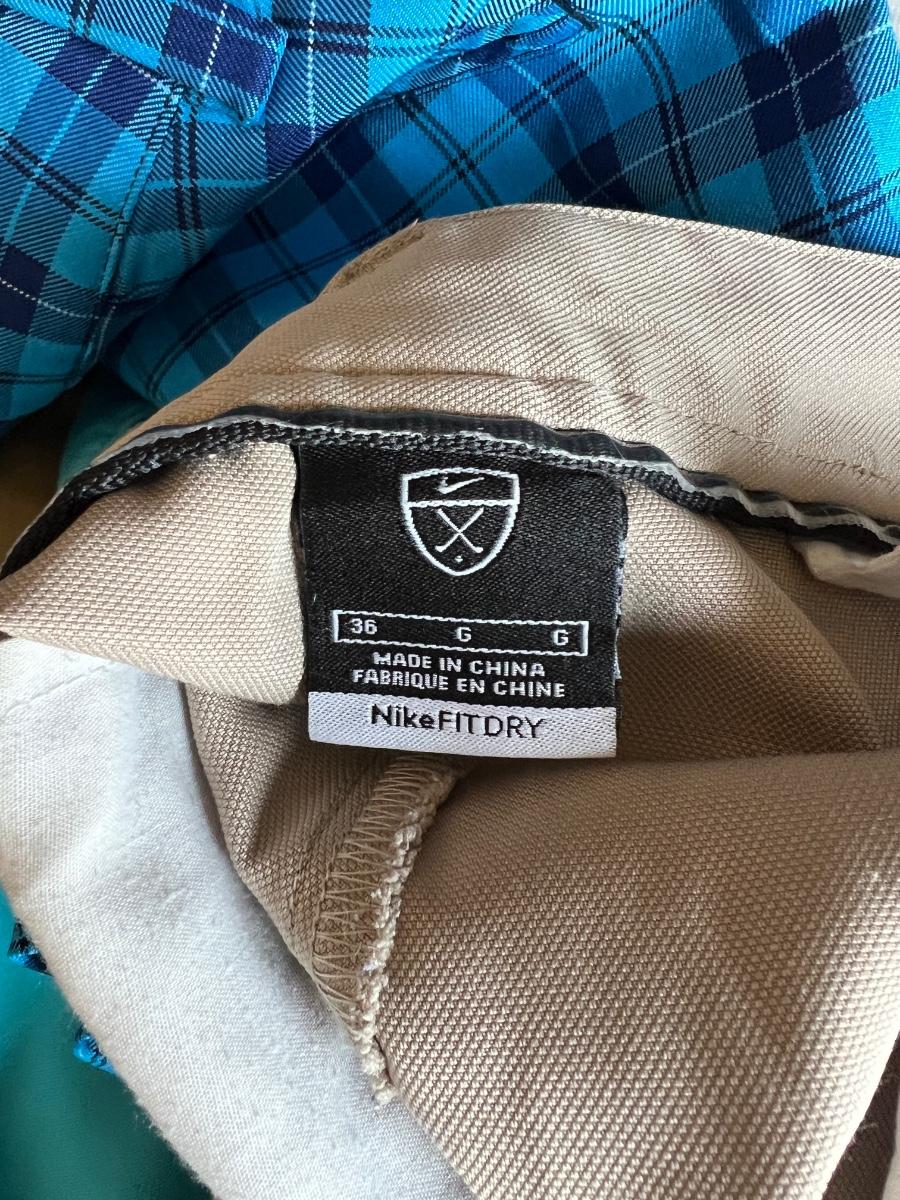 36 G G
MADE IN CHINA
FABRIQUE EN CHINE
NikeFITDRY